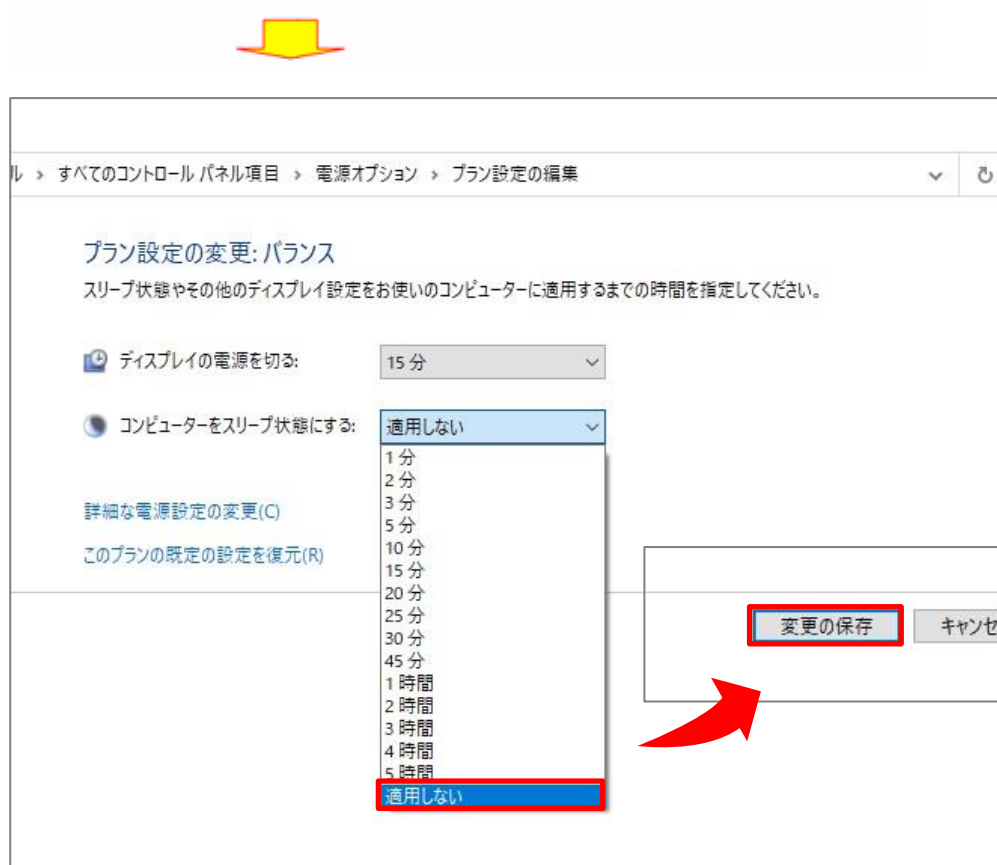 ル › すべてのコントロール パネル項目 › 電源オプション › プラン設定の編集
プラン設定の変更: バランス
スリープ状態やその他のディスプレイ設定をお使いのコンピューターに適用するまでの時間を指定してください。
ディスプレイの電源を切る: 15 分
コンピューターをスリープ状態にする: 適用しない
1 分
2 分
3 分
詳細な電源設定の変更(C)
5 分
10 分
このプランの既定の設定を復元(R)
15 分
20 分
25 分
30 分
変更の保存 キャンセ
45 分
1 時間
2 時間
3 時間
4 時間
5 時間
適用しない